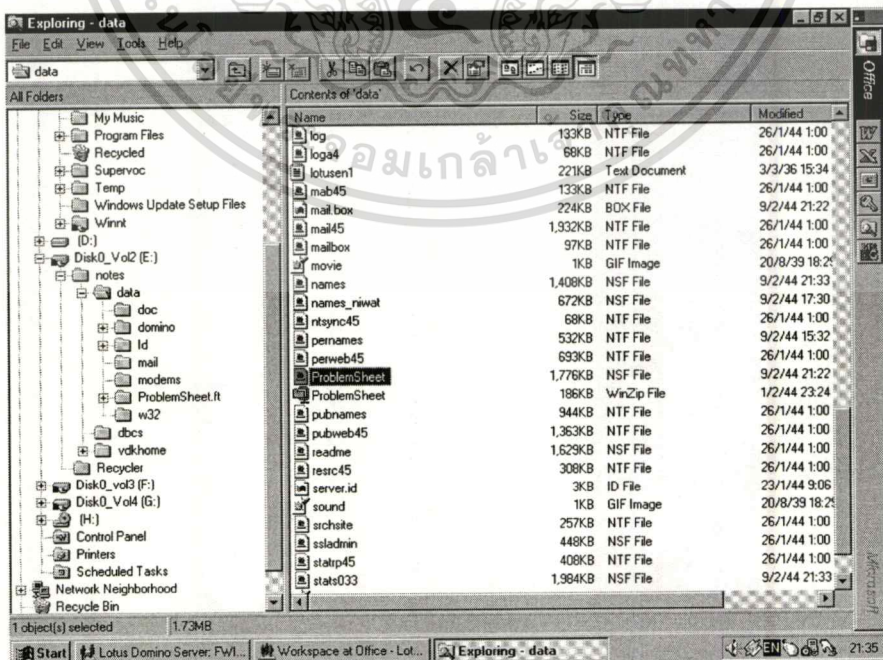 Exploring - data
File Edit View Tools Help
data
All Folders
Contents of 'data'
My Music
Program Files
Recycled
Supervoc
Temp
Windows Update Setup Files
Winnt
(D:)
Disk0_Vol2 (E:)
notes
data
doc
domino
Id
mail
modems
ProblemSheet.ft
w32
dbcs
vdkhome
Recycler
Disk0_vol3 (F:)
Disk0_Vol4 (G:)
(H:)
Control Panel
Printers
Scheduled Tasks
Network Neighborhood
Recycle Bin
Name Size Type Modified
log 133KB NTF File 26/1/44 1:00
loga4 68KB NTF File 26/1/44 1:00
lotusen1 221KB Text Document 3/3/36 15:34
mab45 133KB NTF File 26/1/44 1:00
mail.box 224KB BOX File 9/2/44 21:22
mail45 1,932KB NTF File 26/1/44 1:00
mailbox 97KB NTF File 26/1/44 1:00
movie 1KB GIF Image 20/8/39 18:25
names 1,408KB NSF File 9/2/44 21:33
names_niwat 672KB NSF File 9/2/44 17:30
ntsync45 68KB NTF File 26/1/44 1:00
pernames 532KB NTF File 9/2/44 15:32
perweb45 693KB NTF File 26/1/44 1:00
ProblemSheet 1,776KB NSF File 9/2/44 21:22
ProblemSheet 186KB WinZip File 1/2/44 23:24
pubnames 944KB NTF File 26/1/44 1:00
pubweb45 1,363KB NTF File 26/1/44 1:00
readme 1,629KB NSF File 26/1/44 1:00
resrc45 308KB NTF File 26/1/44 1:00
server.id 3KB ID File 23/1/44 9:06
sound 1KB GIF Image 20/8/39 18:25
srchsite 257KB NTF File 26/1/44 1:00
ssladmin 448KB NSF File 26/1/44 1:00
statrp45 408KB NTF File 26/1/44 1:00
stats033 1,984KB NSF File 9/2/44 21:33
1 object(s) selected 1.73MB
Office
Microsoft
Start Lotus Domino Server: FW1... Workspace at Office - Lot... Exploring - data EN 21:35